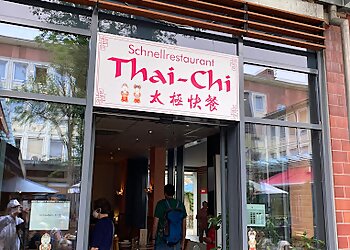 Schnellrestaurant
Thai-Chi
太極快餐